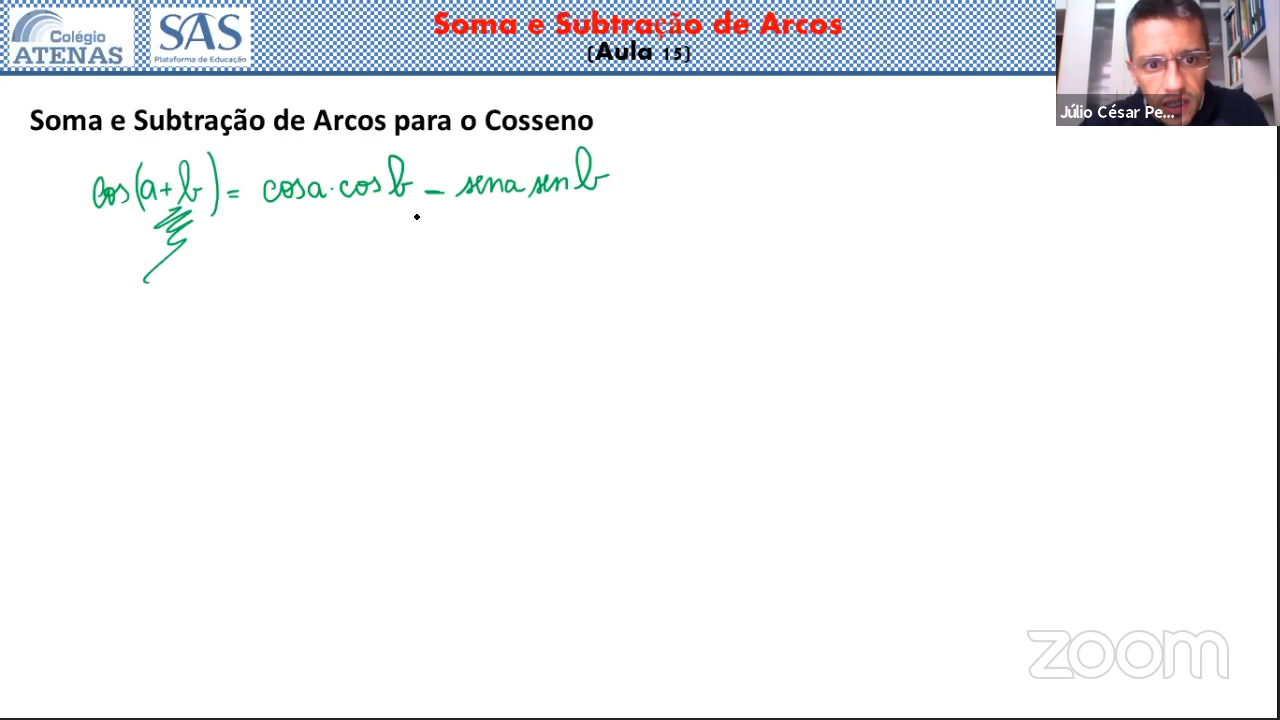 Colégio
ATENAS
SAS
Plataforma de Educação
Soma e Subtração de Arcos
(Aula 15)
Júlio César Pe...
Soma e Subtração de Arcos para o Cosseno
cos(a+b) = cosa·cosb - sena senb
zoom